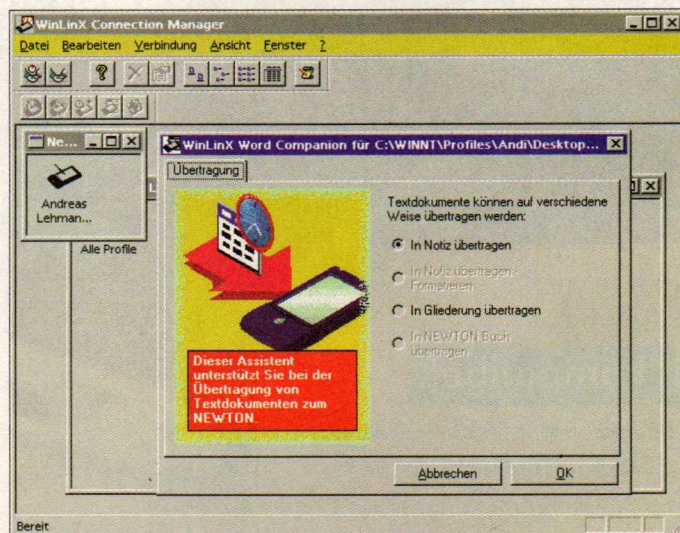 WinLinX Connection Manager
Datei Bearbeiten Verbindung Ansicht Fenster ?
Ne...
Andreas
Lehman...
Alle Profile
WinLinX Word Companion für C:\WINNT\Profiles\Andi\Desktop...
Übertragung
Dieser Assistent
unterstützt Sie bei der
Übertragung von
Textdokumenten zum
NEWTON.
Textdokumente können auf verschiedene
Weise übertragen werden:
In Notiz übertragen
In Notiz übertragen -
Formatieren
In Gliederung übertragen
In NEWTON Buch
übertragen
Abbrechen
OK
Bereit